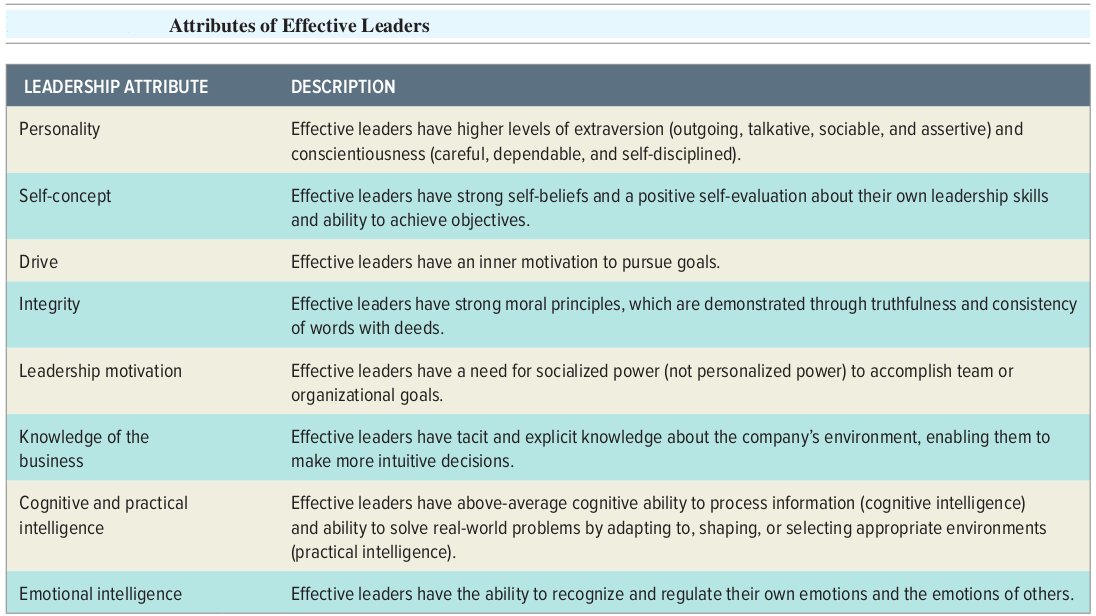 Attributes of Effective Leaders
LEADERSHIP ATTRIBUTE DESCRIPTION
Personality Effective leaders have higher levels of extraversion (outgoing, talkative, sociable, and assertive) and
conscientiousness (careful, dependable, and self-disciplined).
Self-concept Effective leaders have strong self-beliefs and a positive self-evaluation about their own leadership skills
and ability to achieve objectives.
Drive Effective leaders have an inner motivation to pursue goals.
Integrity Effective leaders have strong moral principles, which are demonstrated through truthfulness and consistency
of words with deeds.
Leadership motivation Effective leaders have a need for socialized power (not personalized power) to accomplish team or
organizational goals.
Knowledge of the Effective leaders have tacit and explicit knowledge about the company’s environment, enabling them to
business make more intuitive decisions.
Cognitive and practical Effective leaders have above-average cognitive ability to process information (cognitive intelligence)
intelligence and ability to solve real-world problems by adapting to, shaping, or selecting appropriate environments
(practical intelligence).
Emotional intelligence Effective leaders have the ability to recognize and regulate their own emotions and the emotions of others.